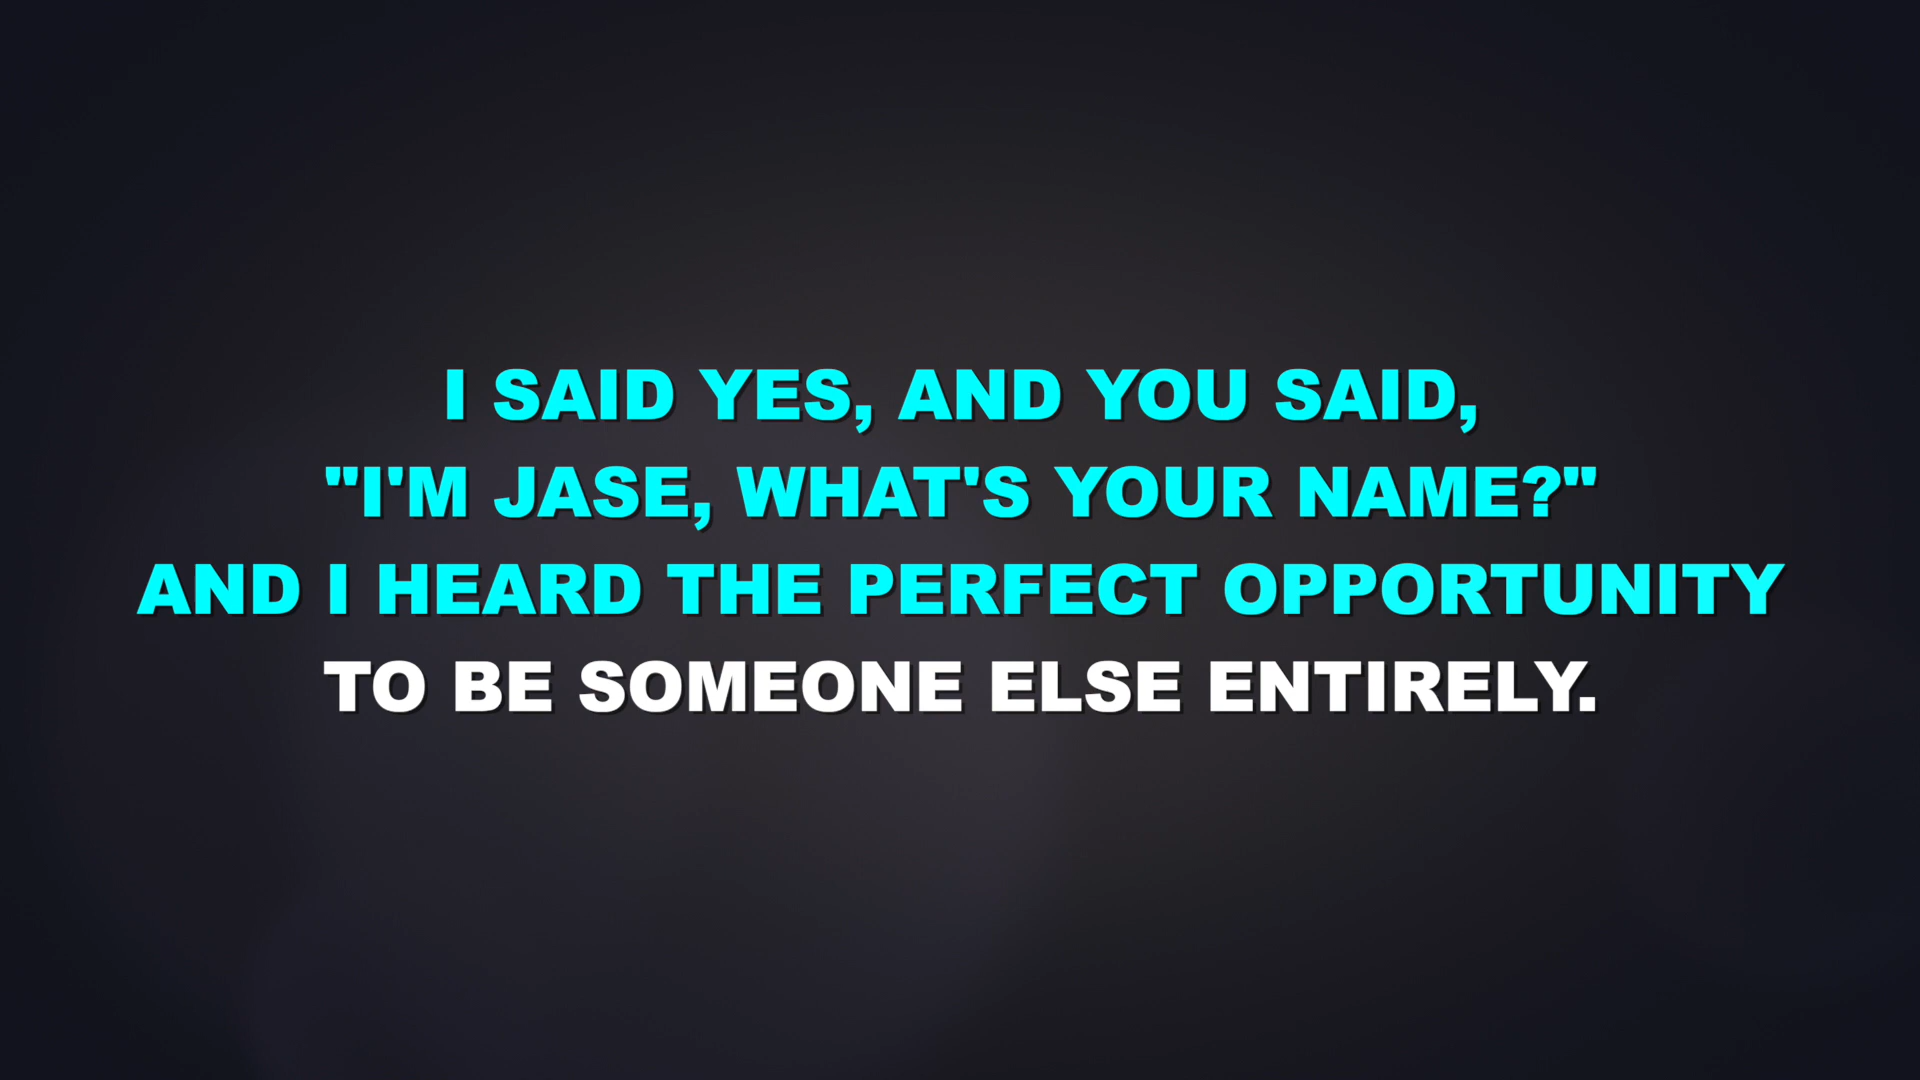 I SAID YES, AND YOU SAID,
"I'M JASE, WHAT'S YOUR NAME?"
AND I HEARD THE PERFECT OPPORTUNITY
TO BE SOMEONE ELSE ENTIRELY.